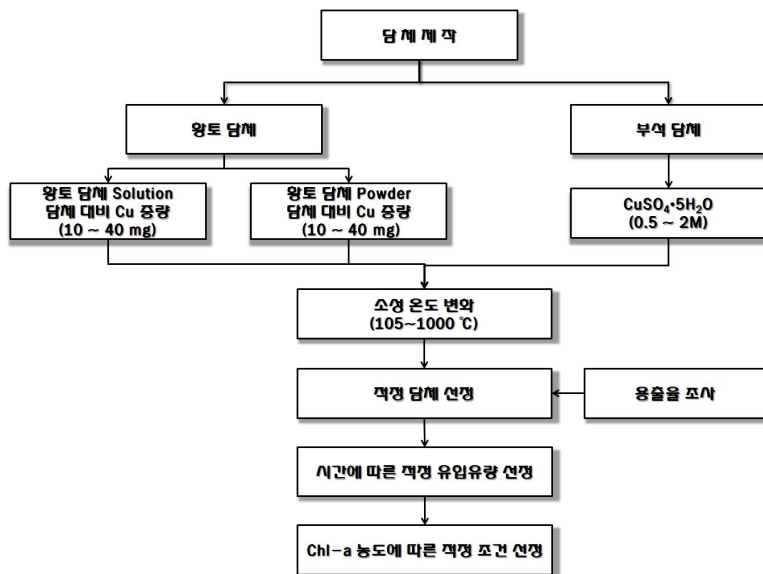 담 체 제 작
황토 담체
부석 담체
황토 담체 Solution
담체 대비 Cu 중량
(10 ~ 40 mg)
황토 담체 Powder
담체 대비 Cu 중량
(10 ~ 40 mg)
CuSO₄•5H₂O
(0.5 ~ 2M)
소성 온도 변화
(105~1000 ℃)
적정 담체 선정
용출율 조사
시간에 따른 적정 유입유량 선정
Chl-a 농도에 따른 적정 조건 선정